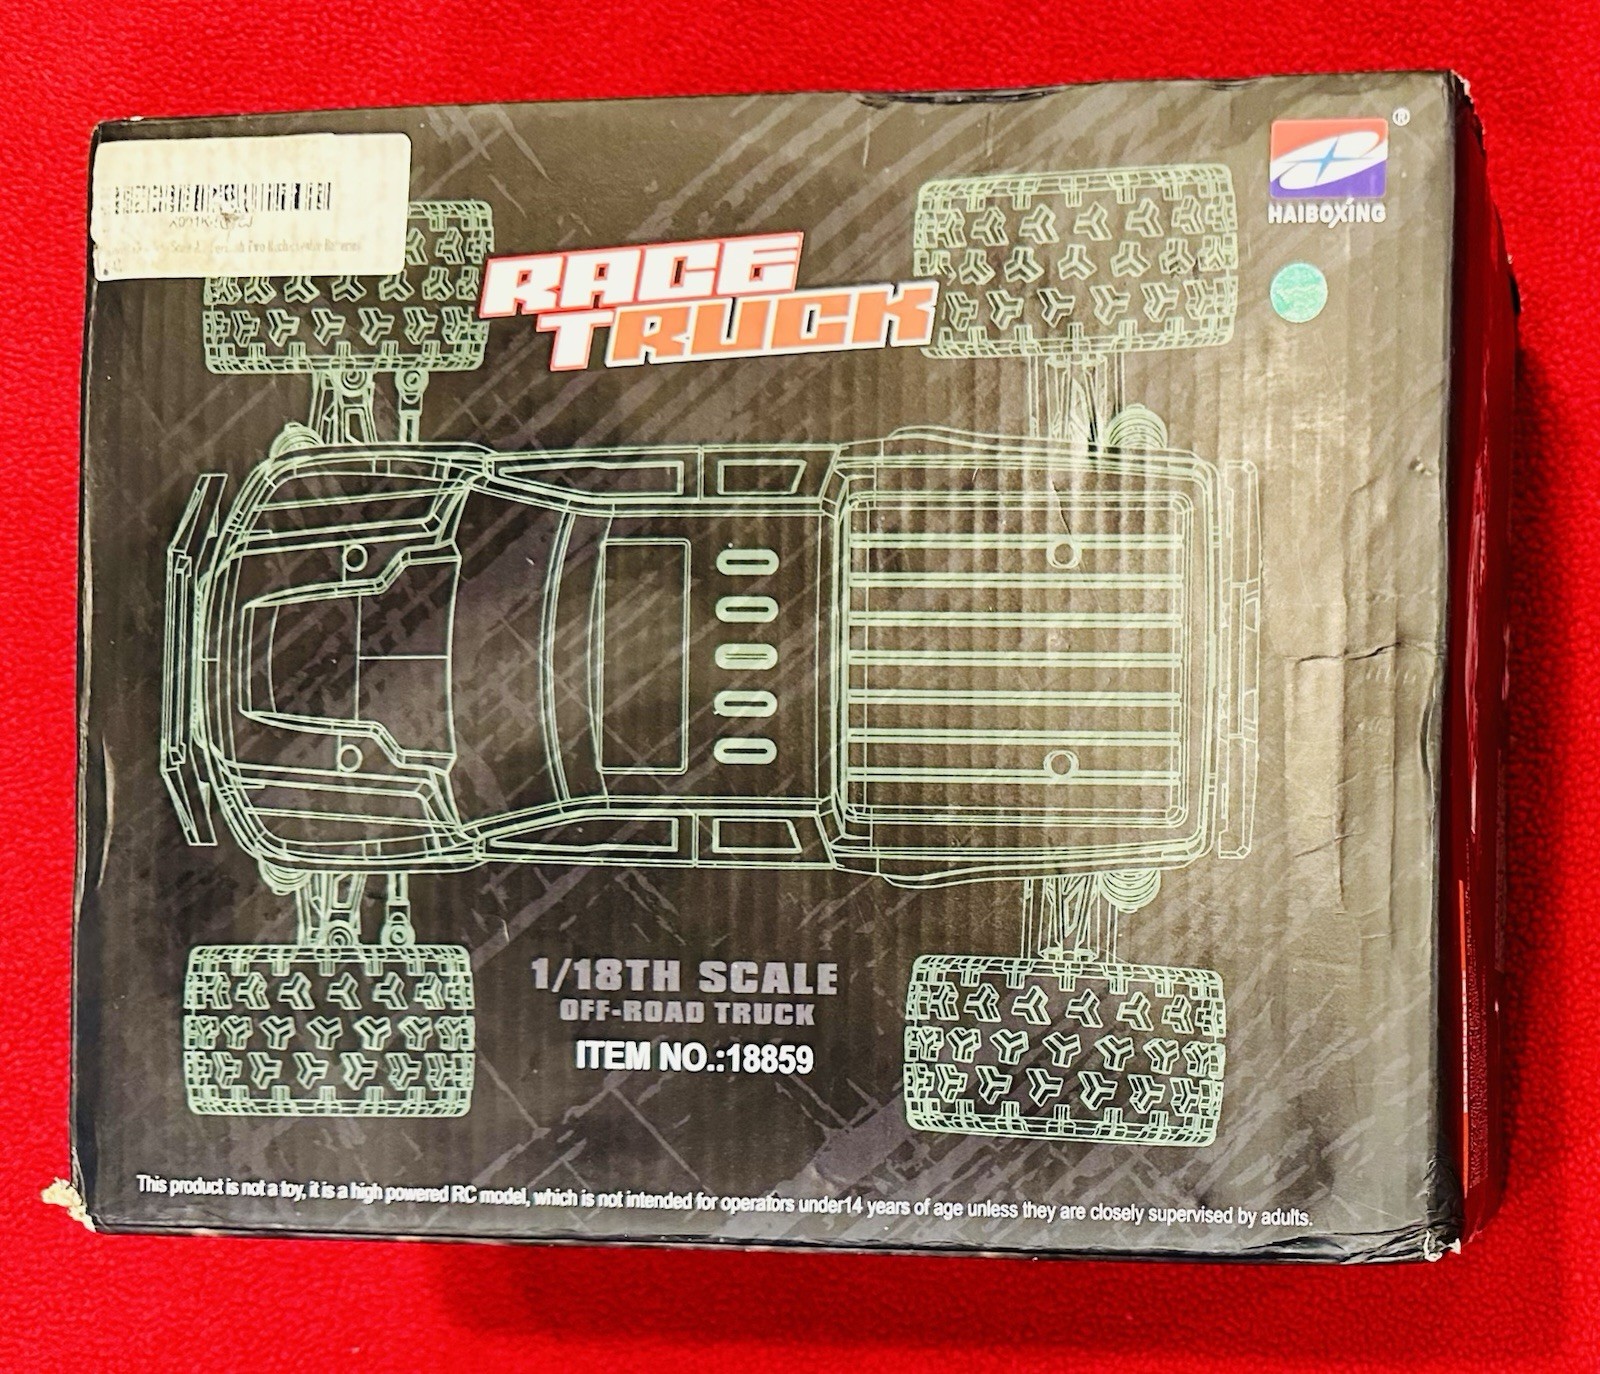 HAIBOXING
®
RACE
TRUCK
1/18TH SCALE
OFF-ROAD TRUCK
ITEM NO.:18859
This product is not a toy, it is a high powered RC model, which is not intended for operators under14 years of age unless they are closely supervised by adults.